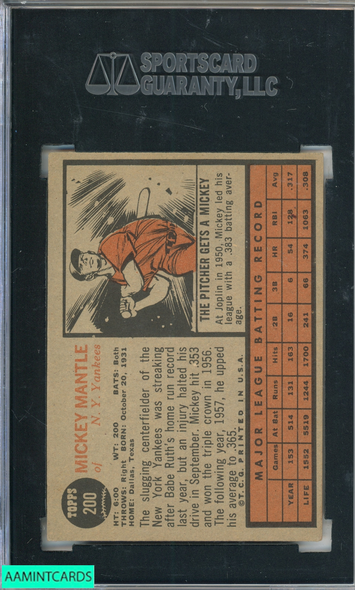 SPORTSCARD
GUARANTY, LLC
TOPPS
200
MICKEY MANTLE
of N. Y. Yankees
HT: 6:00 WT: 200 BATS: Both
THROWS: Right BORN: October 20, 1931
HOME: Dallas, Texas
The slugging centerfielder of the
New York Yankees was streaking
after Babe Ruth's home run record
last year, but an injury halted his
drive in September. Mickey hit .353
and won the triple crown in 1956.
The following year, 1957, he upped
his average to .365.
© T.C.G. PRINTED IN U.S.A.
THE PITCHER GETS A MICKEY
At Joplin in 1950, Mickey led his
league with a .383 batting aver-
age.
MAJOR LEAGUE BATTING RECORD
Games At Bat Runs Hits 2B 3B HR RBI Avg
YEAR 153 514 131 163 16 6 54 128 .317
LIFE 1552 5519 1244 1700 241 66 374 1063 .308
AAMINTCARDS